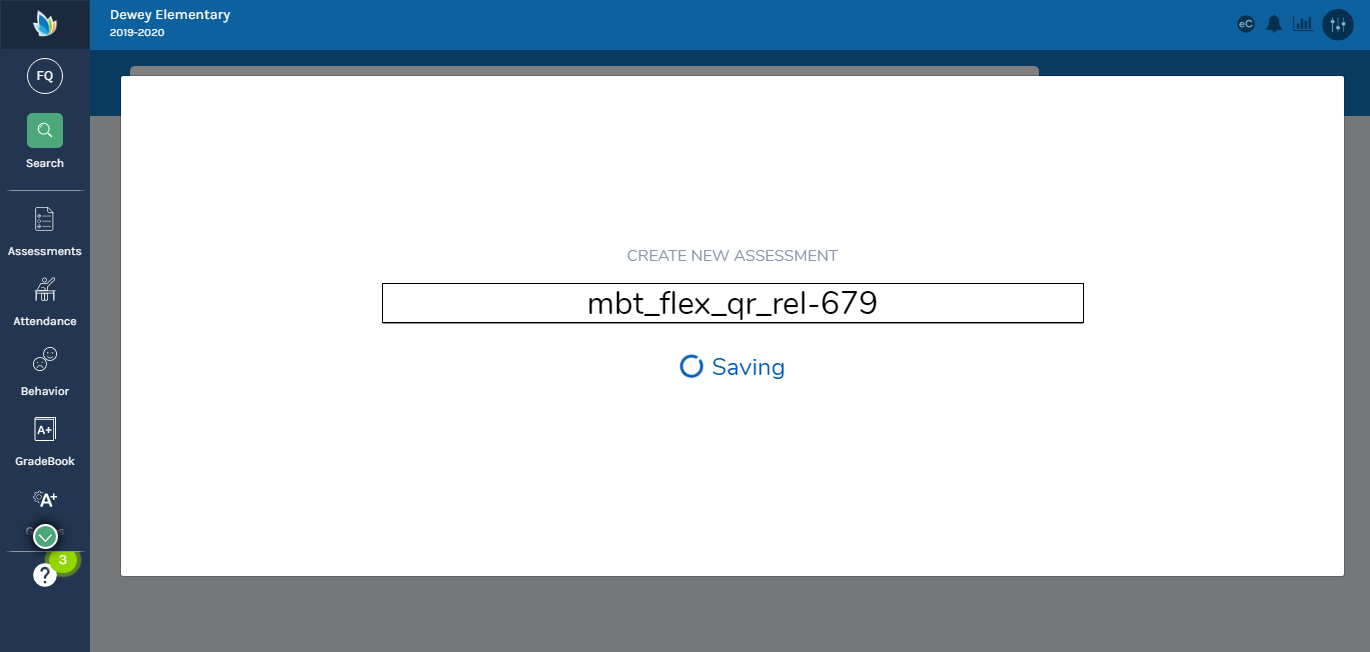 Dewey Elementary
2019-2020
eC
FQ
Search
Assessments
Attendance
Behavior
A+
GradeBook
A+
3
?
CREATE NEW ASSESSMENT
mbt_flex_qr_rel-679
Saving